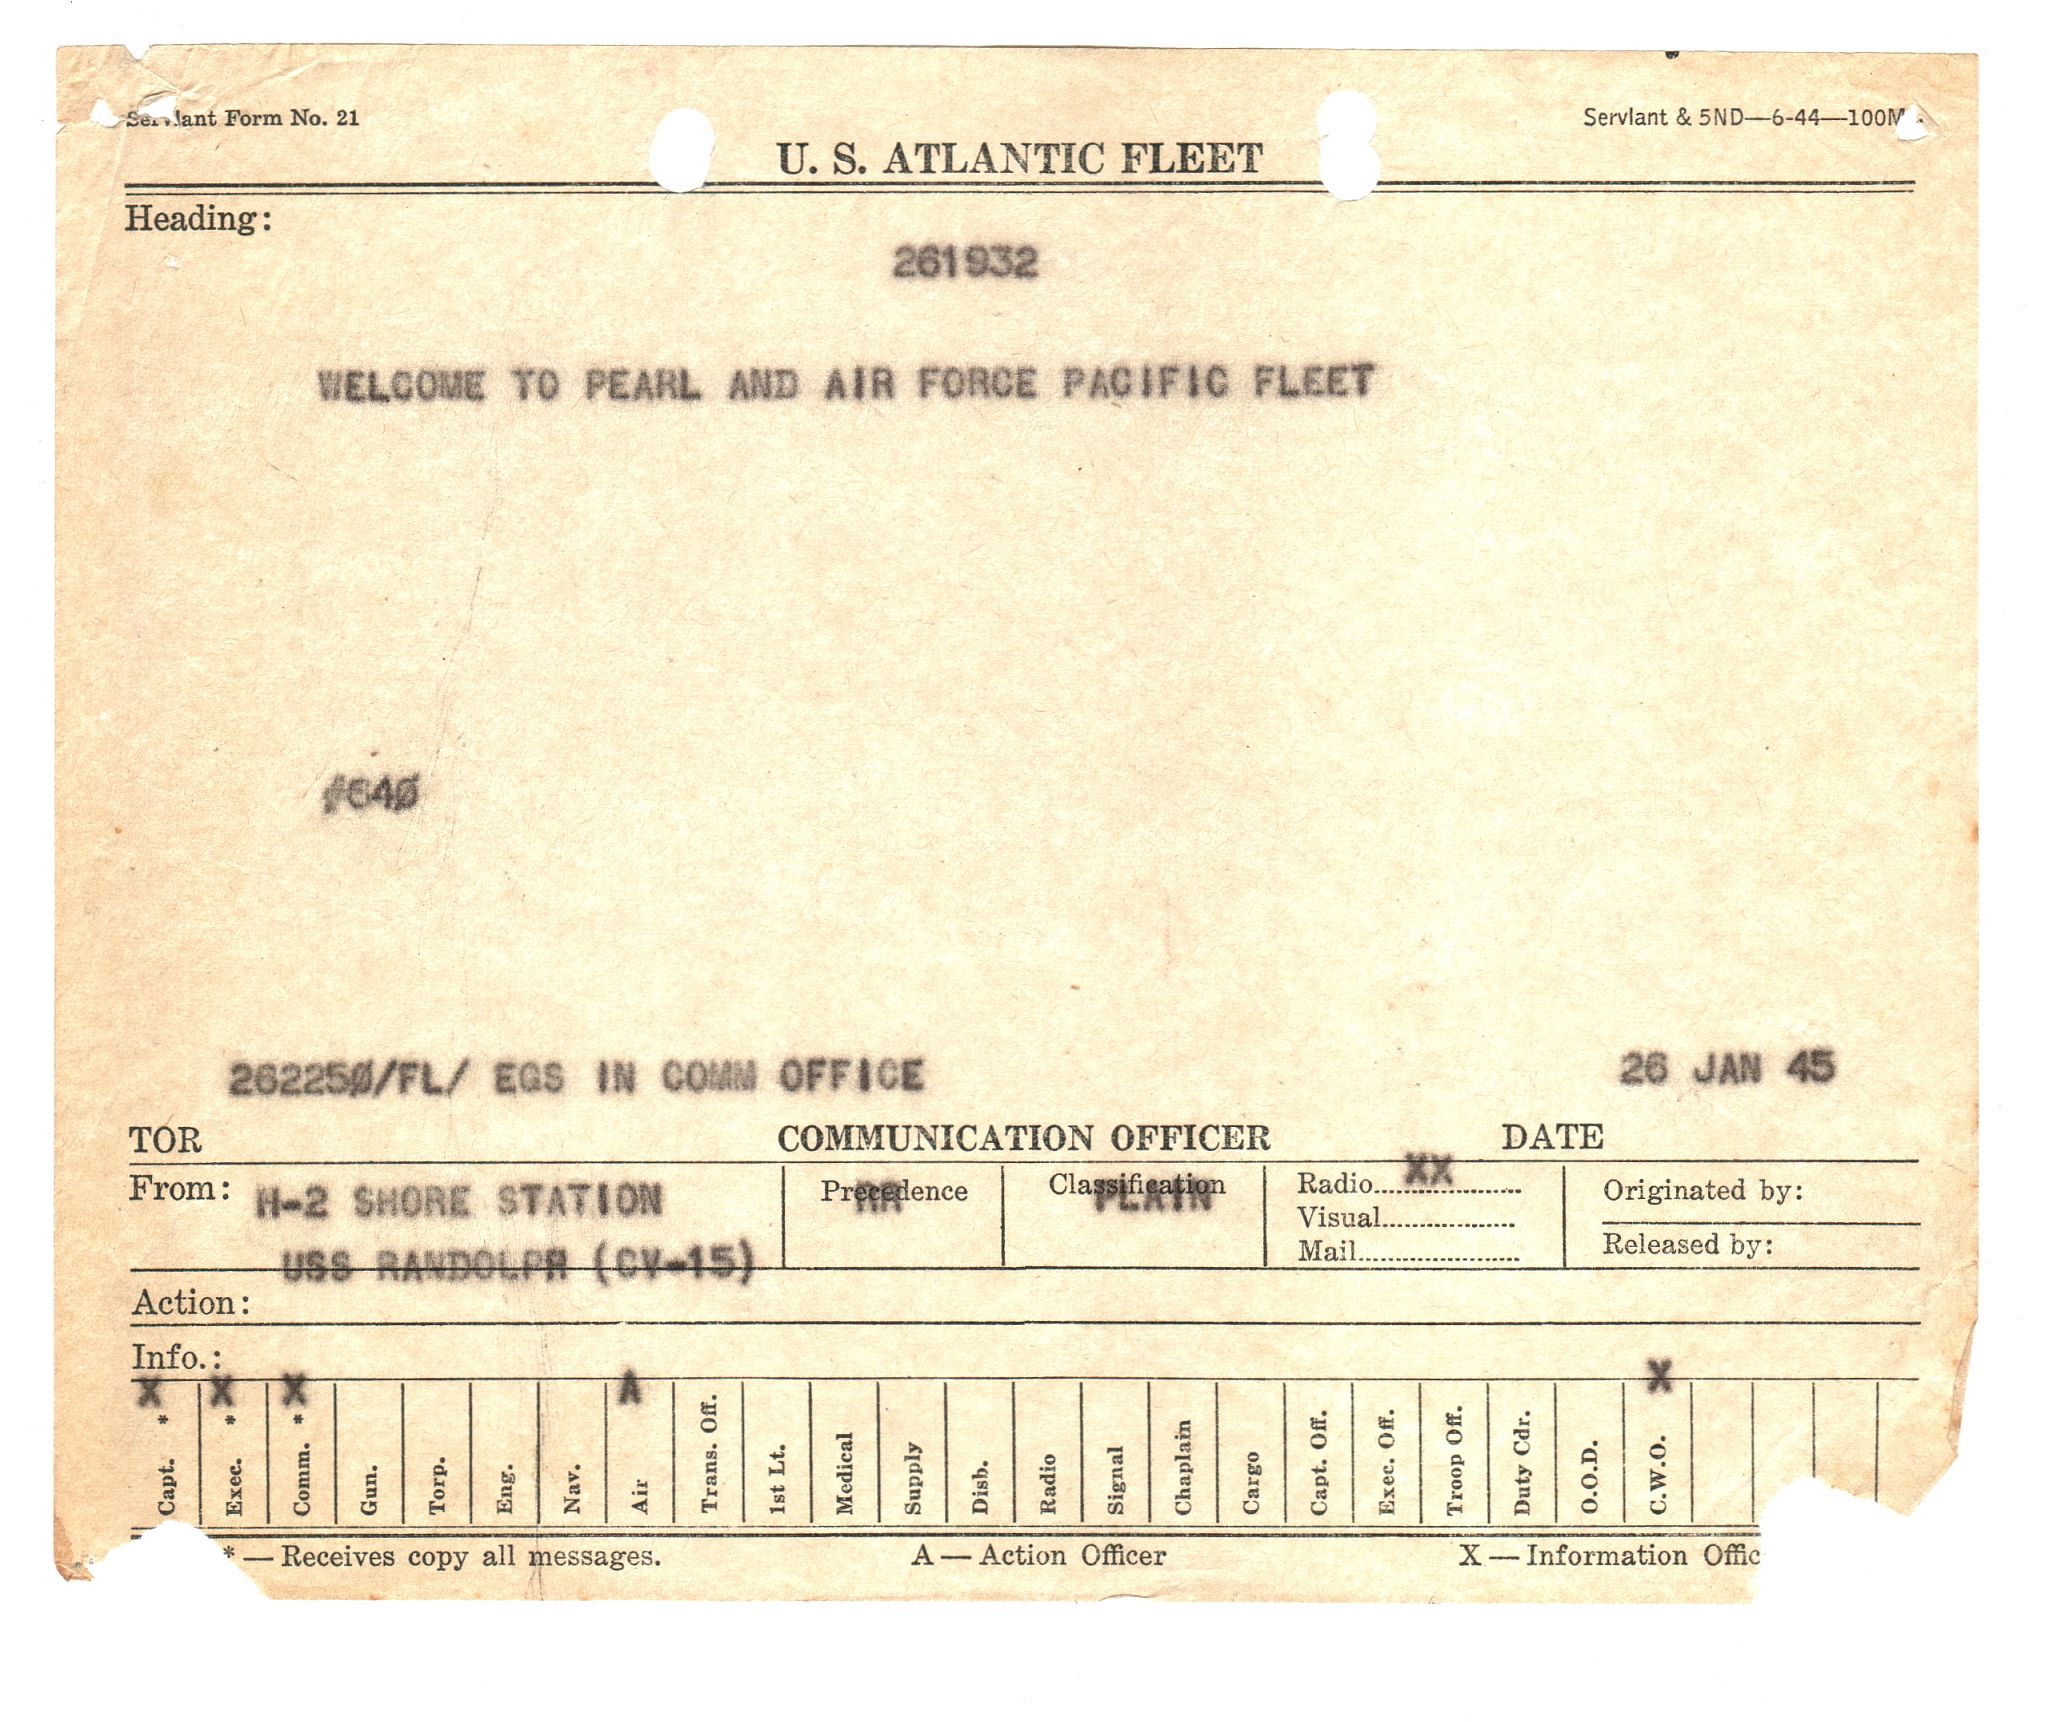 Servlant Form No. 21
Servlant & 5ND—6-44—100M
U. S. ATLANTIC FLEET
Heading:
261932
WELCOME TO PEARL AND AIR FORCE PACIFIC FLEET
#640
262250/FL/ EGS IN COMM OFFICE
26 JAN 45
TOR COMMUNICATION OFFICER DATE
From: H-2 SHORE STATION
Precedence RR
Classification PLAIN
Radio XX
Visual
Mail
Originated by:
Released by:
USS RANDOLPH (CV-15)
Action:
Info.:
X X X A X
Capt. *
Exec. *
Comm. *
Gun.
Torp.
Eng.
Nav.
Air
Trans. Off.
1st Lt.
Medical
Supply
Disb.
Radio
Signal
Chaplain
Cargo
Capt. Off.
Exec. Off.
Troop Off.
Duty Cdr.
O.O.D.
C.W.O.
* — Receives copy all messages. A — Action Officer X — Information Offic